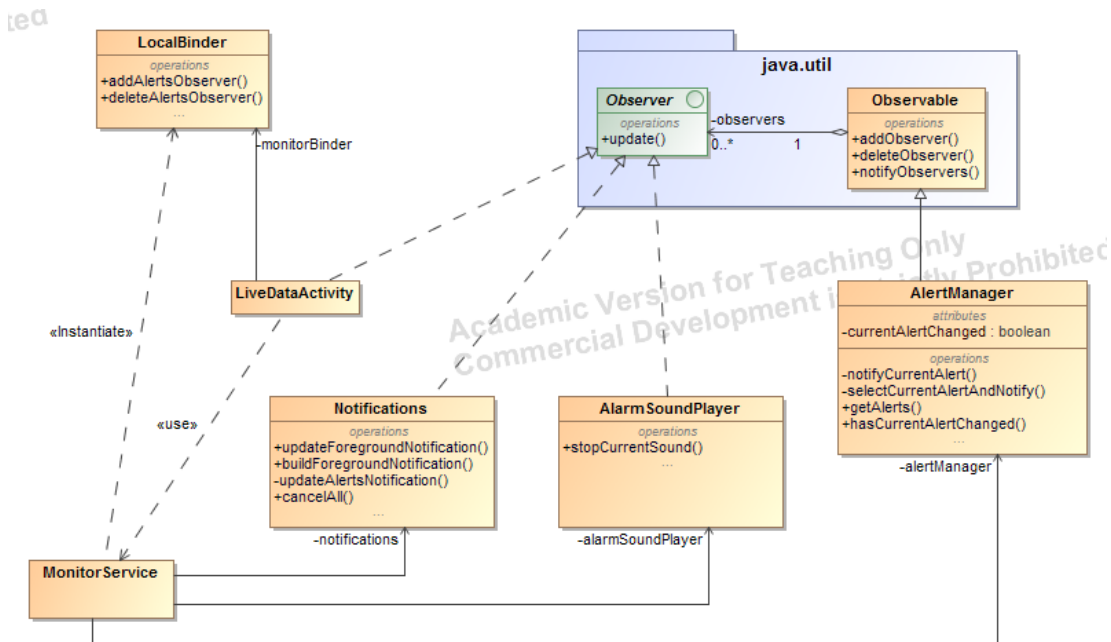 LocalBinder
operations
+addAlertsObserver()
+deleteAlertsObserver()
...
java.util
Observer
operations
+update()
-observers
0..*
1
Observable
operations
+addObserver()
+deleteObserver()
+notifyObservers()
-monitorBinder
LiveDataActivity
«Instantiate»
«use»
Academic Version for Teaching Only
Commercial Development is Strictly Prohibited
AlertManager
attributes
-currentAlertChanged : boolean
operations
-notifyCurrentAlert()
-selectCurrentAlertAndNotify()
+getAlerts()
+hasCurrentAlertChanged()
...
-alertManager
Notifications
operations
+updateForegroundNotification()
+buildForegroundNotification()
-updateAlertsNotification()
+cancelAll()
...
-notifications
AlarmSoundPlayer
operations
+stopCurrentSound()
...
-alarmSoundPlayer
MonitorService